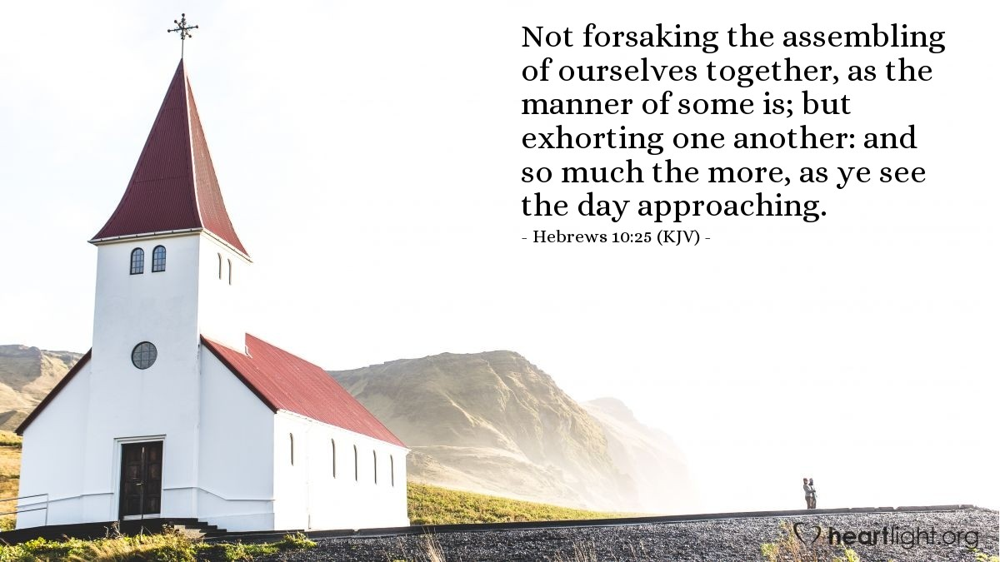 Not forsaking the assembling
of ourselves together, as the
manner of some is; but
exhorting one another: and
so much the more, as ye see
the day approaching.
- Hebrews 10:25 (KJV) -
heartlight.org